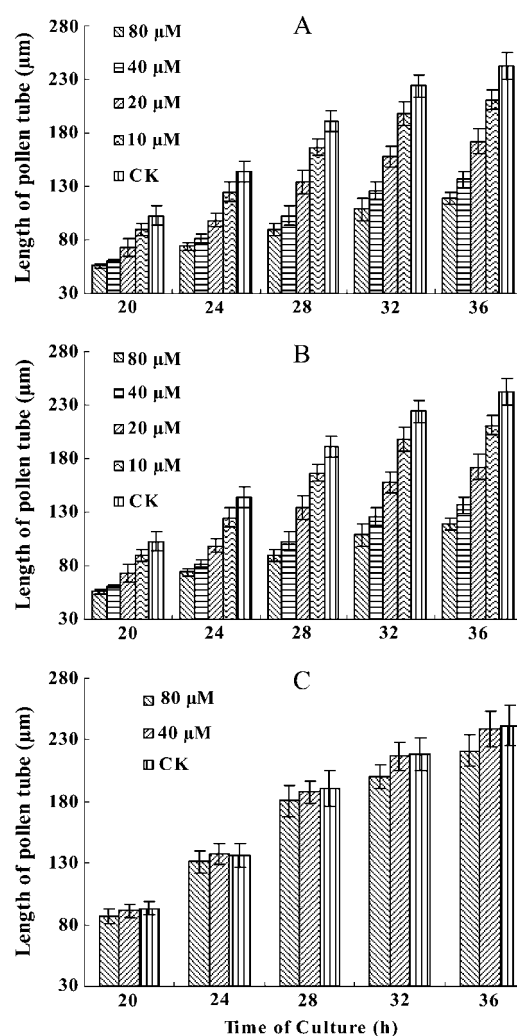 A
Length of pollen tube (μm)
280
230
180
130
80
30
80 μM
40 μM
20 μM
10 μM
CK
20 24 28 32 36
B
Length of pollen tube (μm)
280
230
180
130
80
30
80 μM
40 μM
20 μM
10 μM
CK
20 24 28 32 36
C
Length of pollen tube (μm)
280
230
180
130
80
30
80 μM
40 μM
CK
20 24 28 32 36
Time of Culture (h)